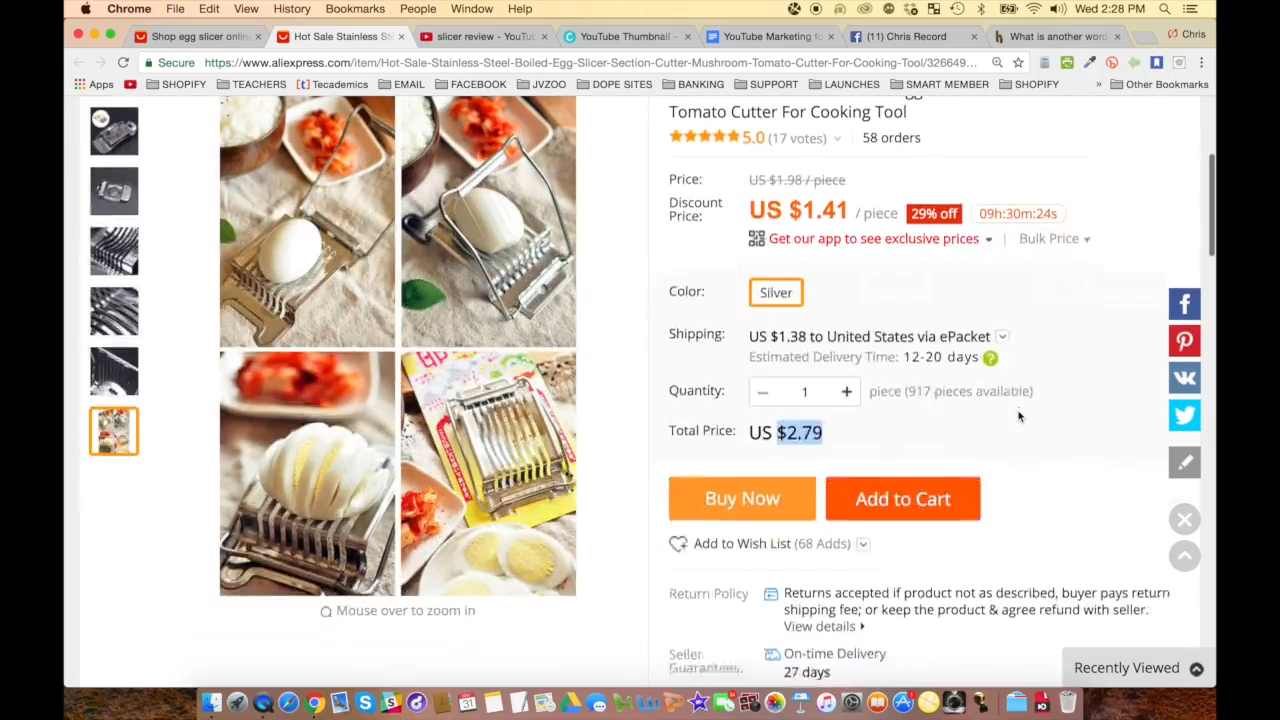 Chrome File Edit View History Bookmarks People Window Help Wed 2:28 PM
Shop egg slicer onlin Hot Sale Stainless St slicer review - YouTu YouTube Thumbnail – YouTube Marketing fo (11) Chris Record What is another word Chris
Secure https://www.aliexpress.com/item/Hot-Sale-Stainless-Steel-Boiled-Egg-Slicer-Section-Cutter-Mushroom-Tomato-Cutter-For-Cooking-Tool/326649...
Apps SHOPIFY TEACHERS Tecademics EMAIL FACEBOOK JVZOO DOPE SITES BANKING SUPPORT LAUNCHES SMART MEMBER SHOPIFY » Other Bookmarks
Tomato Cutter For Cooking Tool
5.0 (17 votes) 58 orders
Price: US $1.98 / piece
Discount
Price: US $1.41 / piece 29% off 09h:30m:24s
Get our app to see exclusive prices Bulk Price
Color: Silver
Shipping: US $1.38 to United States via ePacket
Estimated Delivery Time: 12-20 days ?
Quantity: – 1 + piece (917 pieces available)
Total Price: US $2.79
Buy Now Add to Cart
Add to Wish List (68 Adds)
Mouse over to zoom in
Return Policy Returns accepted if product not as described, buyer pays return
shipping fee; or keep the product & agree refund with seller.
View details
Seller
Guarantees: On-time Delivery
27 days
Recently Viewed